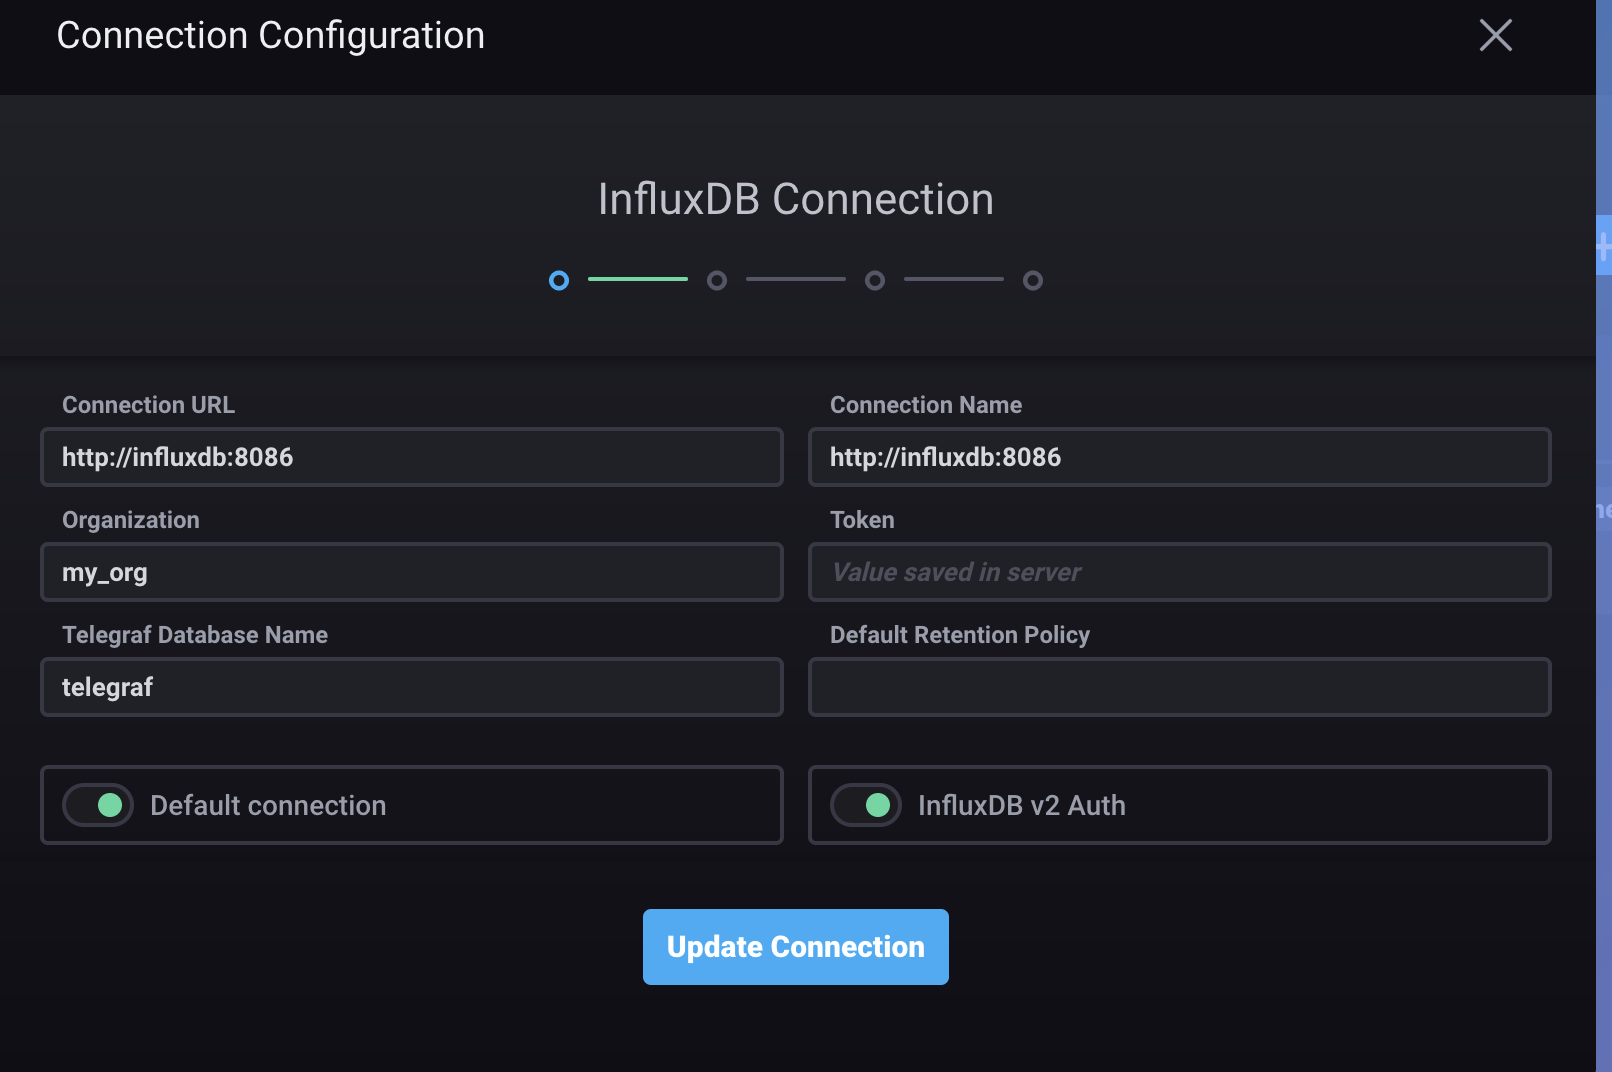 Connection Configuration
InfluxDB Connection
Connection URL
Connection Name
http://influxdb:8086
http://influxdb:8086
Organization
Token
my_org
Value saved in server
Telegraf Database Name
Default Retention Policy
telegraf
Default connection
InfluxDB v2 Auth
Update Connection